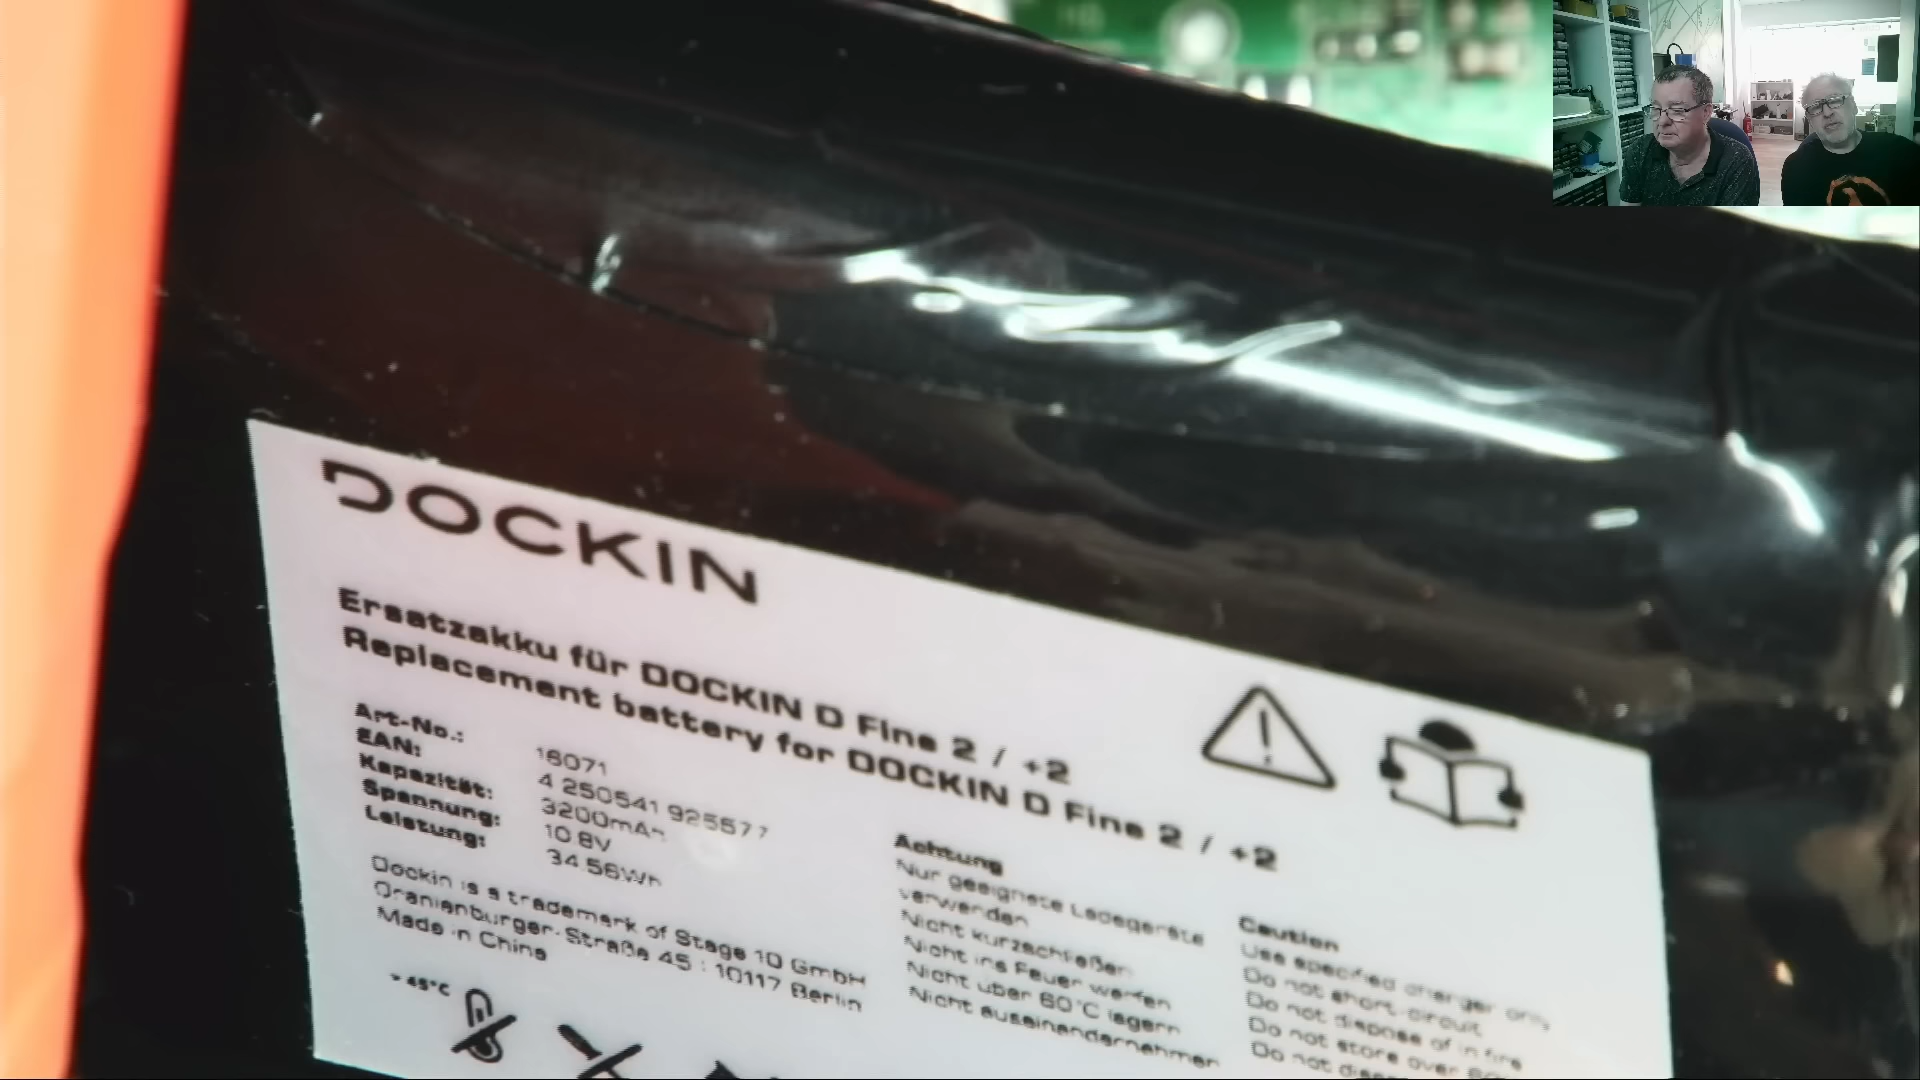 DOCKIN
Ersatzakku für DOCKIN D Fine 2 / +2
Replacement battery for DOCKIN D Fine 2 / +2
Art-No.: 16071
EAN: 4 250541 925577
Kapazität: 3200mAh
Spannung: 10.8V
Leistung: 34.56Wh
Dockin is a trademark of Stage 10 GmbH
Oranienburger Straße 45 : 10117 Berlin
Made in China
> 45°C
Achtung
Nur geeignete Ladegeräte
verwenden
Nicht kurzschließen
Nicht ins Feuer werfen
Nicht über 60°C lagern
Nicht auseinandernehmen
Caution
Use specified charger only
Do not short-circuit
Do not dispose of in fire
Do not store over
Do not